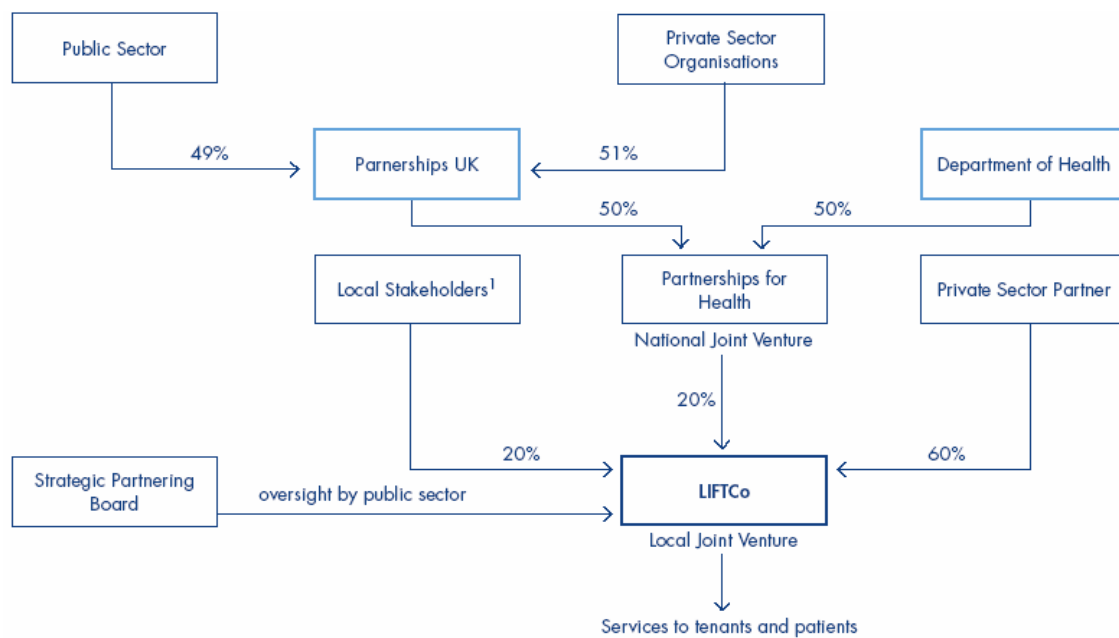 Public Sector
Private Sector
Organisations
49%
Parnerships UK
51%
Department of Health
50%
50%
Local Stakeholders¹
Partnerships for
Health
Private Sector Partner
National Joint Venture
20%
20%
60%
Strategic Partnering
Board
oversight by public sector
LIFTCo
Local Joint Venture
Services to tenants and patients